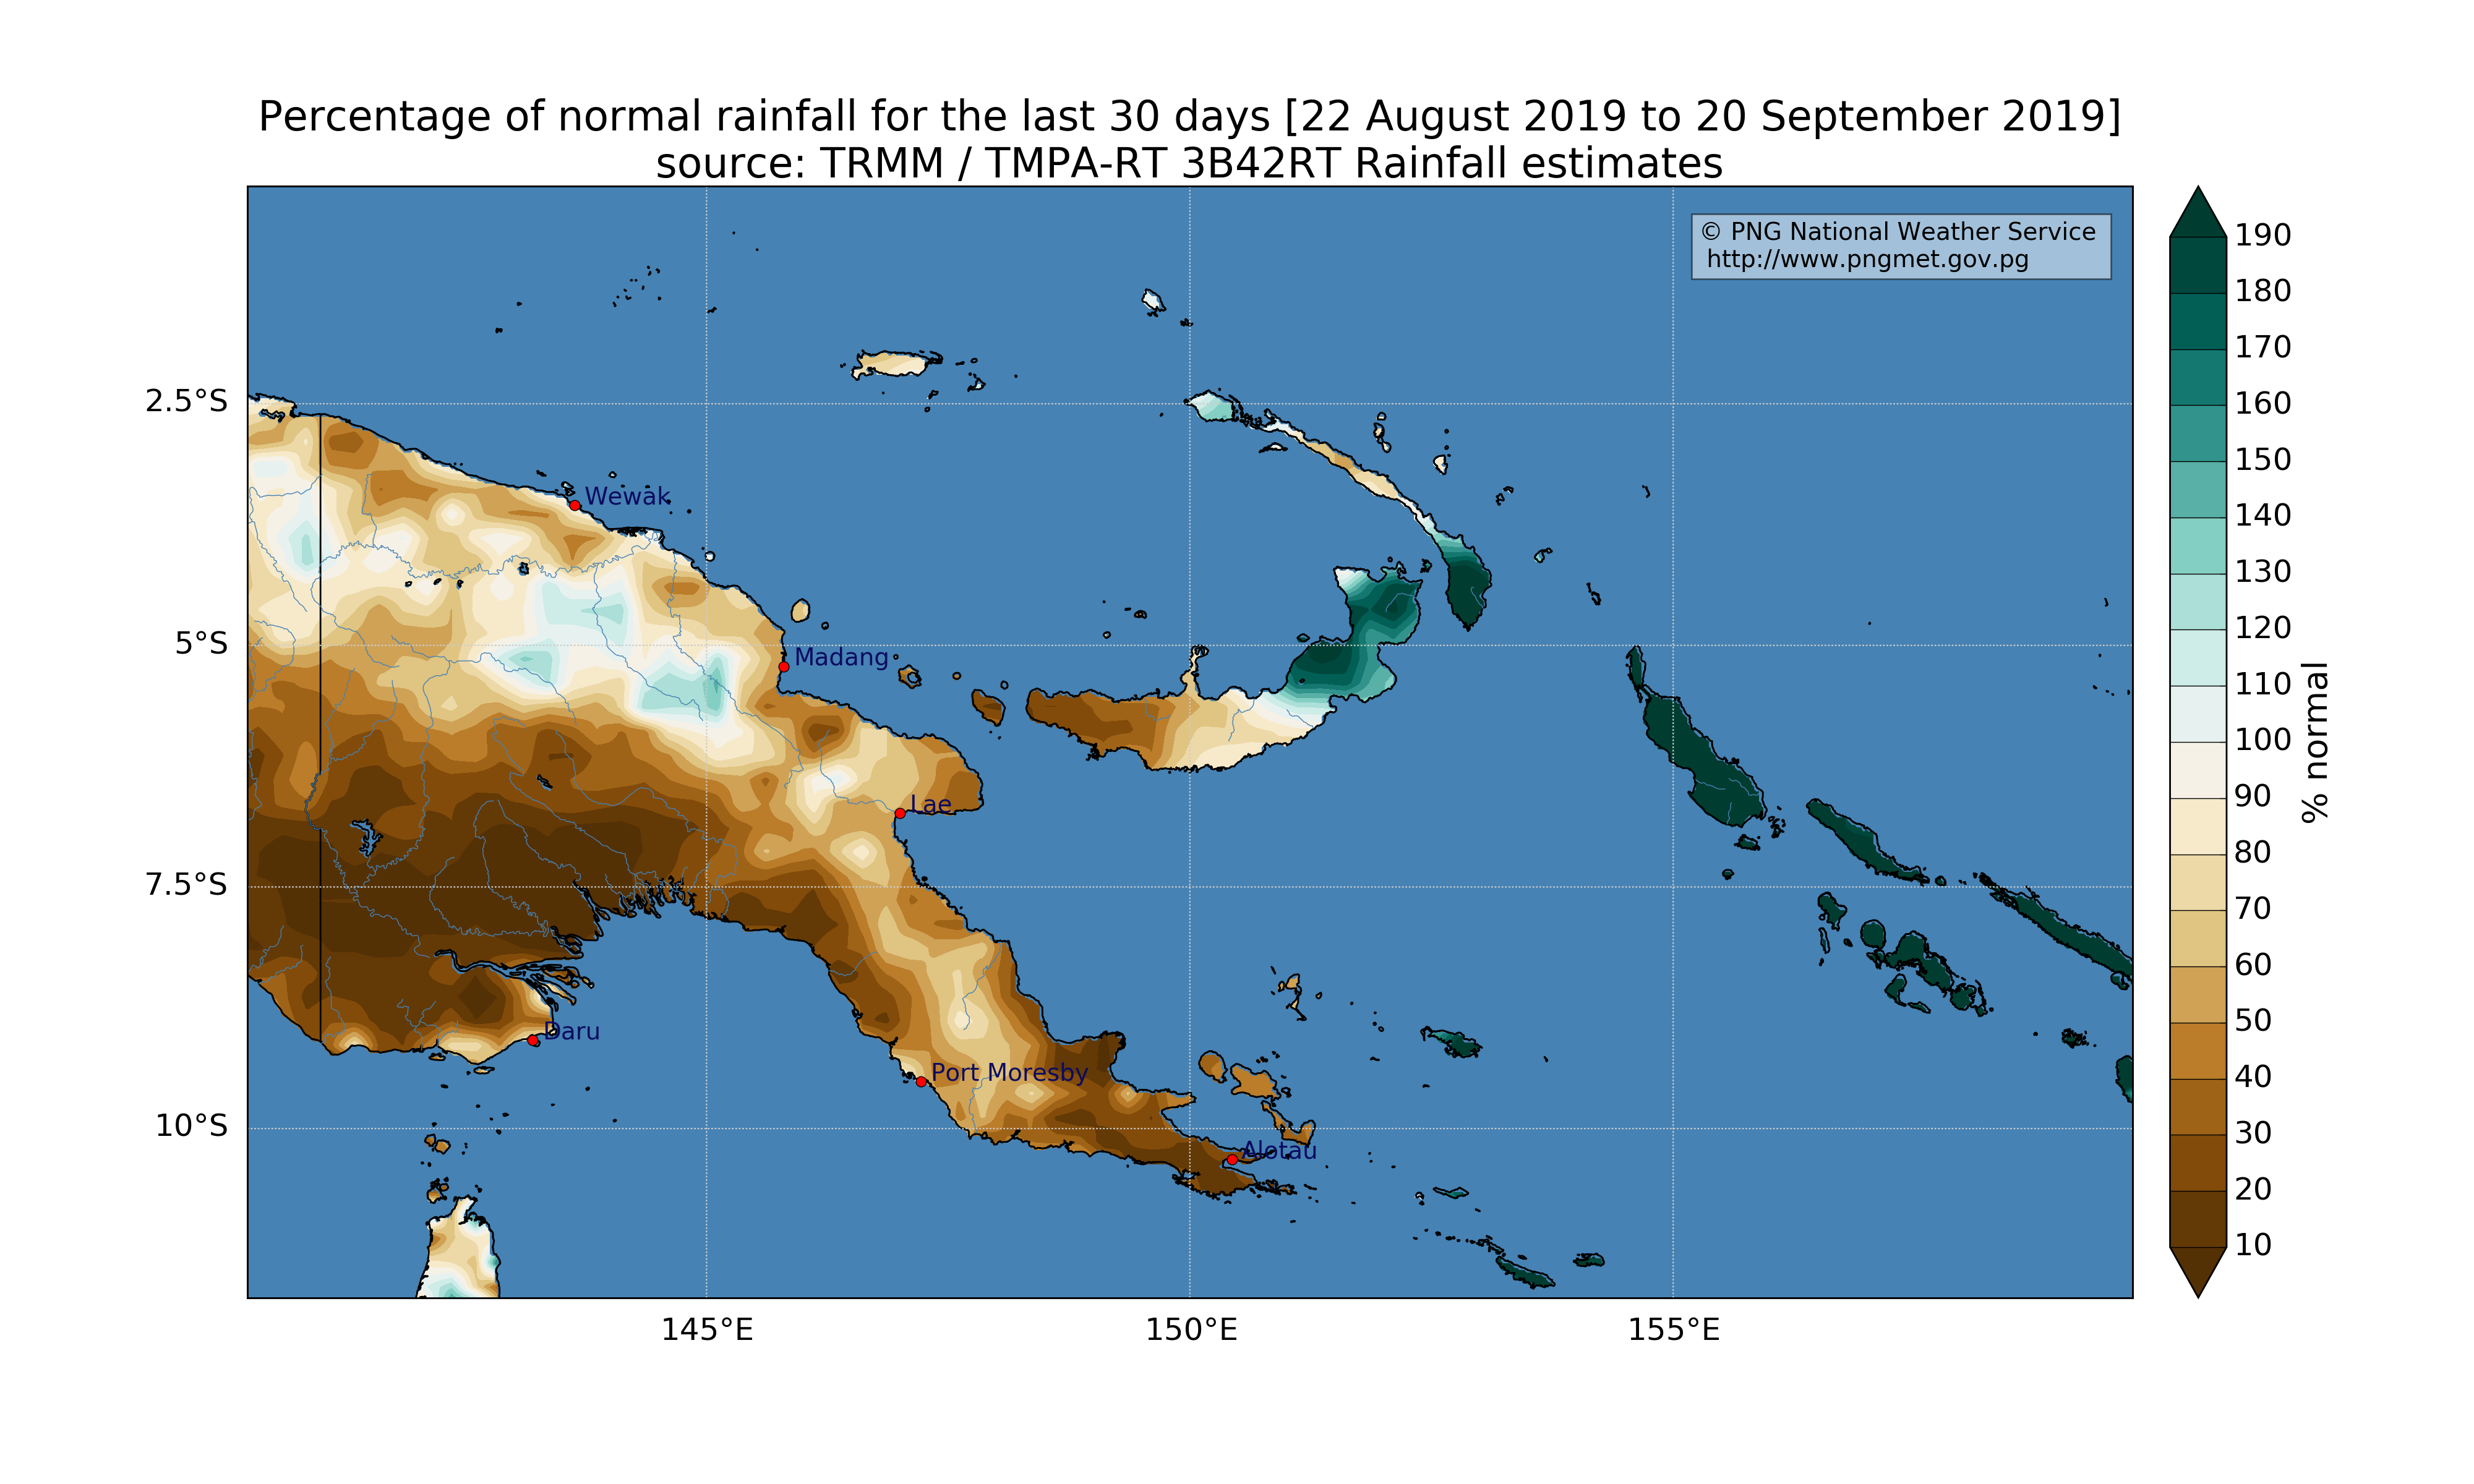 Percentage of normal rainfall for the last 30 days [22 August 2019 to 20 September 2019]
source: TRMM / TMPA-RT 3B42RT Rainfall estimates
© PNG National Weather Service
http://www.pngmet.gov.pg
190
180
170
160
150
140
130
120
110
100
90
80
70
60
50
40
30
20
10
% normal
2.5°S
5°S
7.5°S
10°S
Wewak
Madang
Lae
Daru
Port Moresby
Alotau
145°E
150°E
155°E